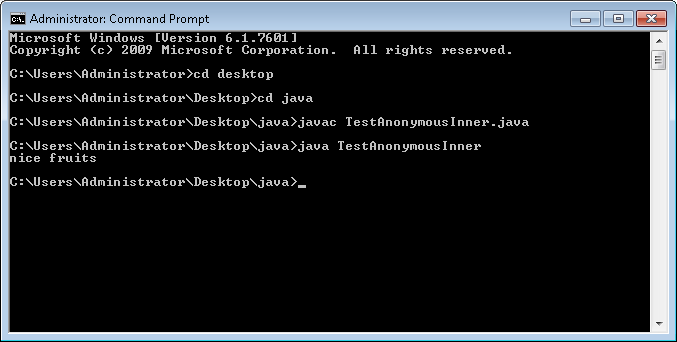 Administrator: Command Prompt
Microsoft Windows [Version 6.1.7601]
Copyright (c) 2009 Microsoft Corporation.  All rights reserved.
C:\Users\Administrator>cd desktop
C:\Users\Administrator\Desktop>cd java
C:\Users\Administrator\Desktop\java>javac TestAnonymousInner.java
C:\Users\Administrator\Desktop\java>java TestAnonymousInner
nice fruits
C:\Users\Administrator\Desktop\java>_